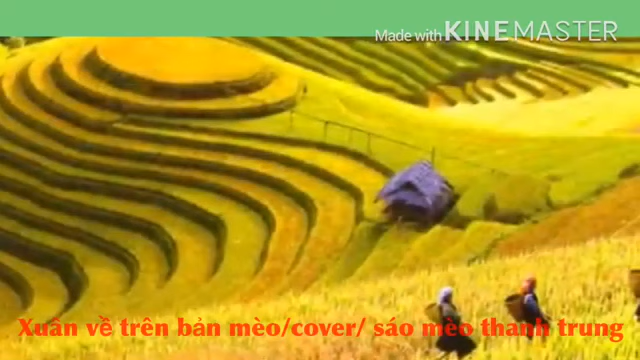 Made with KINEMASTER
Xuân về trên bản mèo/cover/ sáo mèo thanh trung